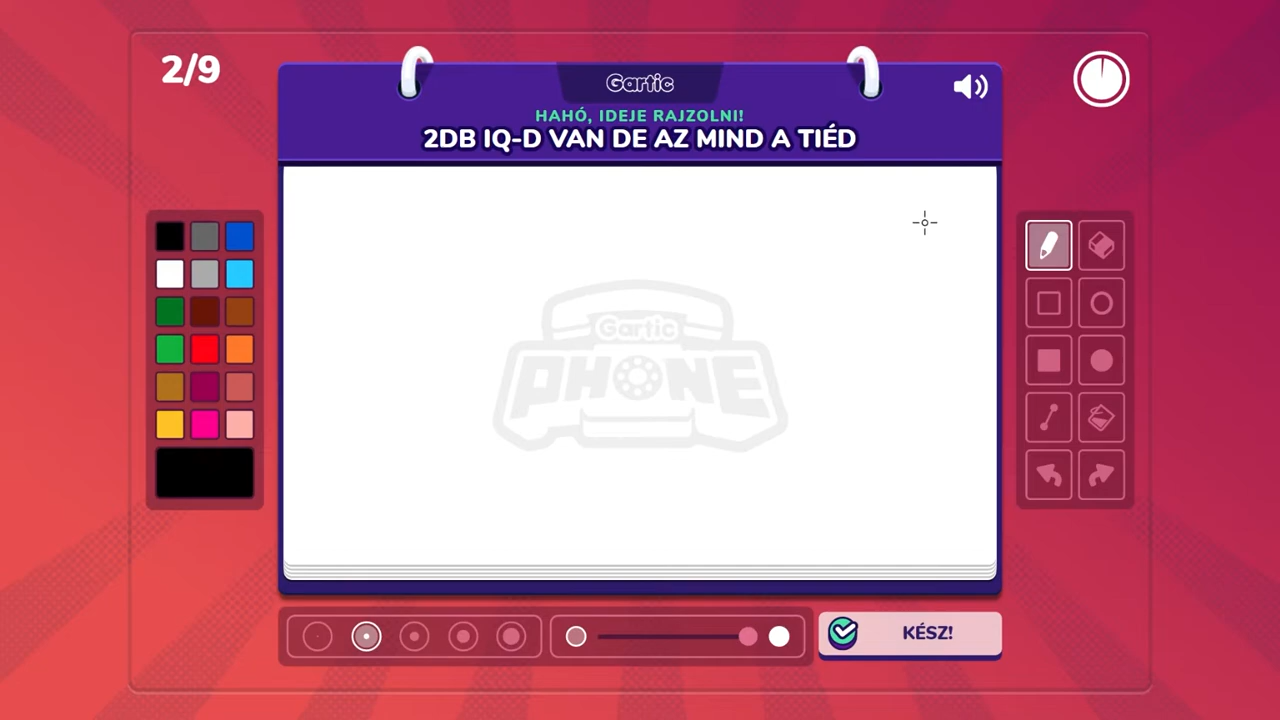 2/9
Gartic
HAHÓ, IDEJE RAJZOLNI!
2DB IQ-D VAN DE AZ MIND A TIÉD
Gartic
PHONE
KÉSZ!